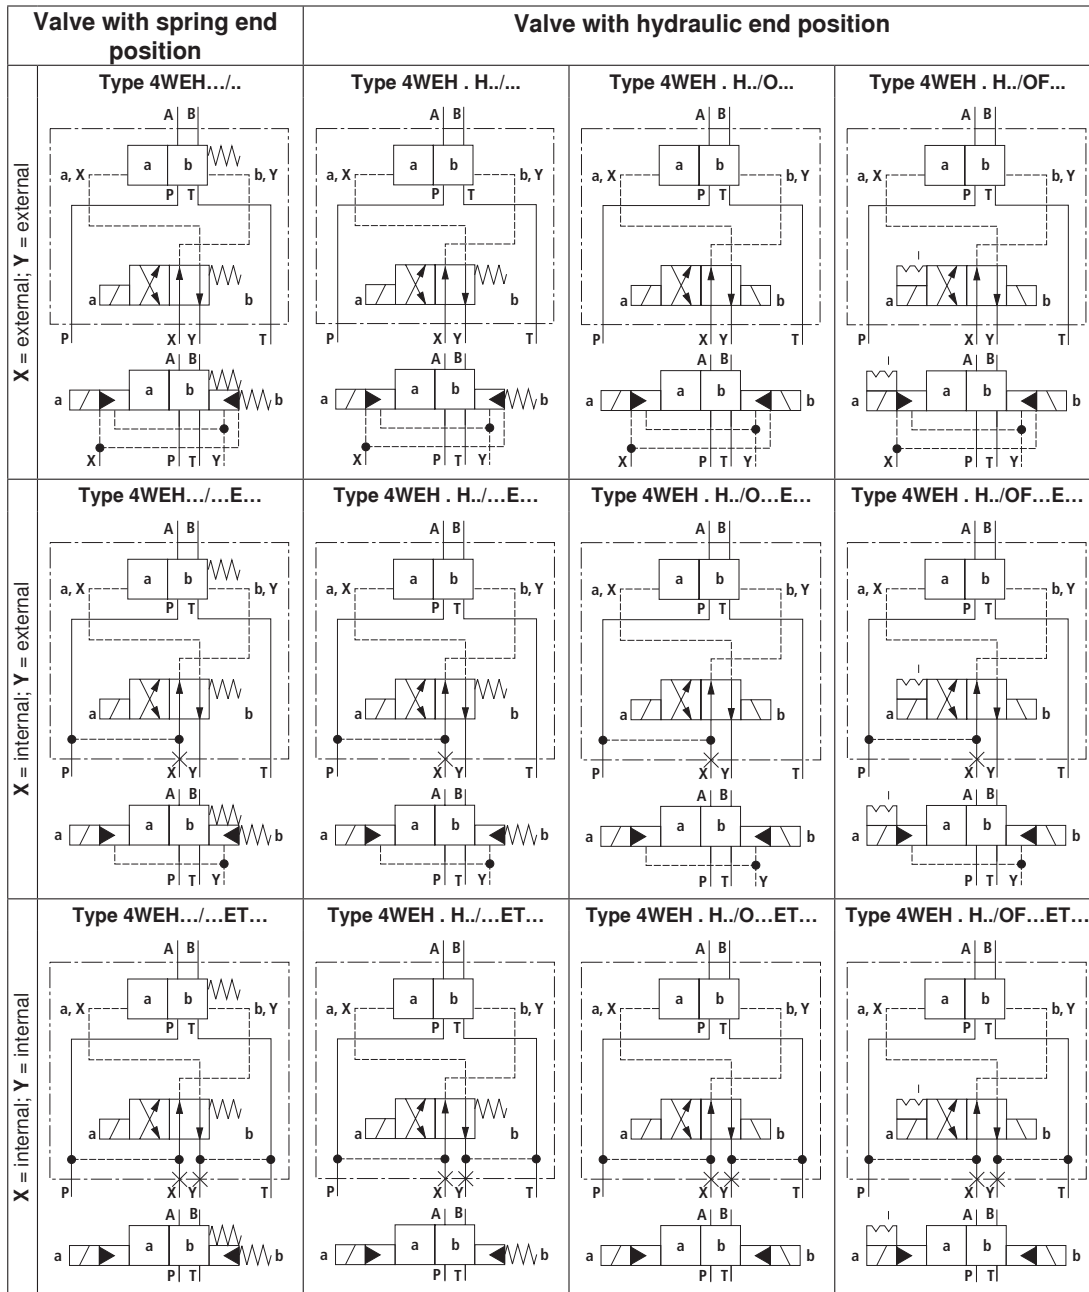 Valve with spring end
position
Valve with hydraulic end position
X = external; Y = external
Type 4WEH.../..
A B
a, X a b b, Y
P T
a b
P X Y T
A B
a a b b
X P T Y
Type 4WEH . H../...
A B
a, X a b b, Y
P T
a b
P X Y T
A B
a a b b
X P T Y
Type 4WEH . H../O...
A B
a, X a b b, Y
P T
a b
P X Y T
A B
a a b b
X P T Y
Type 4WEH . H../OF...
A B
a, X a b b, Y
P T
a b
P X Y T
A B
a a b b
X P T Y
X = internal; Y = external
Type 4WEH.../...E...
A B
a, X a b b, Y
P T
a b
P X Y T
A B
a a b b
P T Y
Type 4WEH . H../...E...
A B
a, X a b b, Y
P T
a b
P X Y T
A B
a a b b
P T Y
Type 4WEH . H../O...E...
A B
a, X a b b, Y
P T
a b
P X Y T
A B
a a b b
P T Y
Type 4WEH . H../OF...E...
A B
a, X a b b, Y
P T
a b
P X Y T
A B
a a b b
P T Y
X = internal; Y = internal
Type 4WEH.../...ET...
A B
a, X a b b, Y
P T
a b
P X Y T
A B
a a b b
P T
Type 4WEH . H../...ET...
A B
a, X a b b, Y
P T
a b
P X Y T
A B
a a b b
P T
Type 4WEH . H../O...ET...
A B
a, X a b b, Y
P T
a b
P X Y T
A B
a a b b
P T
Type 4WEH . H../OF...ET...
A B
a, X a b b, Y
P T
a b
P X Y T
A B
a a b b
P T